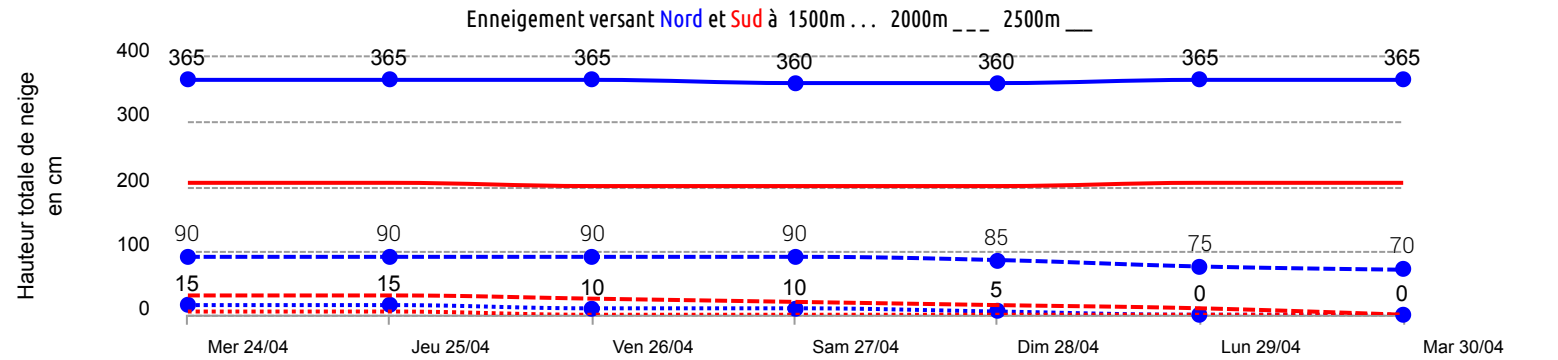 Enneigement versant Nord et Sud à 1500m . . . 2000m _ _ _ 2500m __
Hauteur totale de neige
en cm
400
300
200
100
0
365 365 365 360 360 365 365
90 90 90 90 85 75 70
15 15 10 10 5 0 0
Mer 24/04 Jeu 25/04 Ven 26/04 Sam 27/04 Dim 28/04 Lun 29/04 Mar 30/04